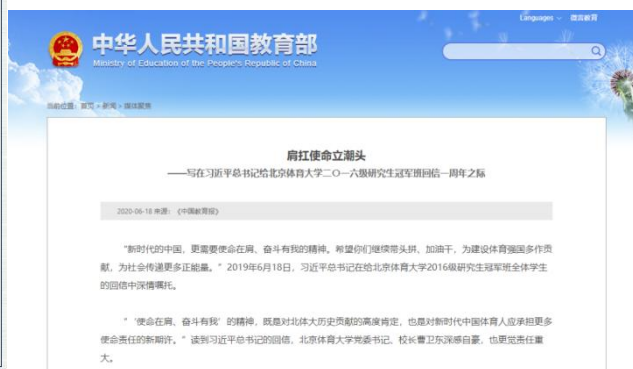 Languages 微言教育
中华人民共和国教育部
Ministry of Education of the People's Republic of China
当前位置：首页 > 新闻 > 媒体聚焦
肩扛使命立潮头
——写在习近平总书记给北京体育大学二〇一六级研究生冠军班回信一周年之际
2020-06-18 来源：《中国教育报》
“新时代的中国，更需要使命在肩、奋斗有我的精神。希望你们继续带头拼、加油干，为建设体育强国多作贡
献，为社会传递更多正能量。”2019年6月18日，习近平总书记在给北京体育大学2016级研究生冠军班全体学生
的回信中深情嘱托。
“‘使命在肩、奋斗有我’的精神，既是对北体大历史贡献的高度肯定，也是对新时代中国体育人应承担更多
使命责任的新期许。”读到习近平总书记的回信，北京体育大学党委书记、校长曹卫东深感自豪，也更觉责任重
大。